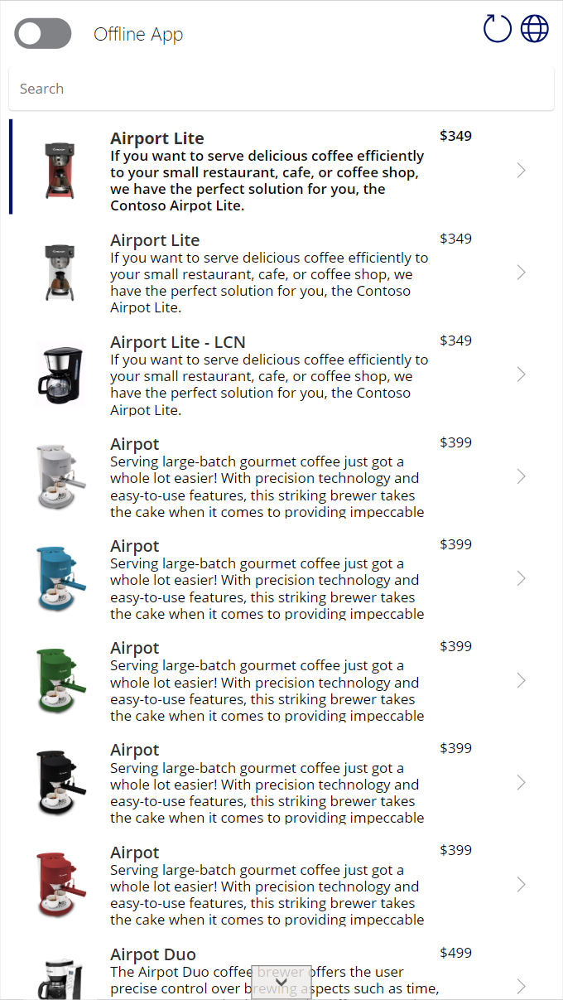 Offline App
Search
Airport Lite
$349
If you want to serve delicious coffee efficiently
to your small restaurant, cafe, or coffee shop,
we have the perfect solution for you, the
Contoso Airpot Lite.
Airport Lite
$349
If you want to serve delicious coffee efficiently to
your small restaurant, cafe, or coffee shop, we
have the perfect solution for you, the Contoso
Airpot Lite.
Airport Lite - LCN
$349
If you want to serve delicious coffee efficiently to
your small restaurant, cafe, or coffee shop, we
have the perfect solution for you, the Contoso
Airpot Lite.
Airpot
$399
Serving large-batch gourmet coffee just got a
whole lot easier! With precision technology and
easy-to-use features, this striking brewer takes
the cake when it comes to providing impeccable
Airpot
$399
Serving large-batch gourmet coffee just got a
whole lot easier! With precision technology and
easy-to-use features, this striking brewer takes
the cake when it comes to providing impeccable
Airpot
$399
Serving large-batch gourmet coffee just got a
whole lot easier! With precision technology and
easy-to-use features, this striking brewer takes
the cake when it comes to providing impeccable
Airpot
$399
Serving large-batch gourmet coffee just got a
whole lot easier! With precision technology and
easy-to-use features, this striking brewer takes
the cake when it comes to providing impeccable
Airpot
$399
Serving large-batch gourmet coffee just got a
whole lot easier! With precision technology and
easy-to-use features, this striking brewer takes
the cake when it comes to providing impeccable
Airpot Duo
$499
The Airpot Duo coffee brewer offers the user
precise control over brewing aspects such as time,